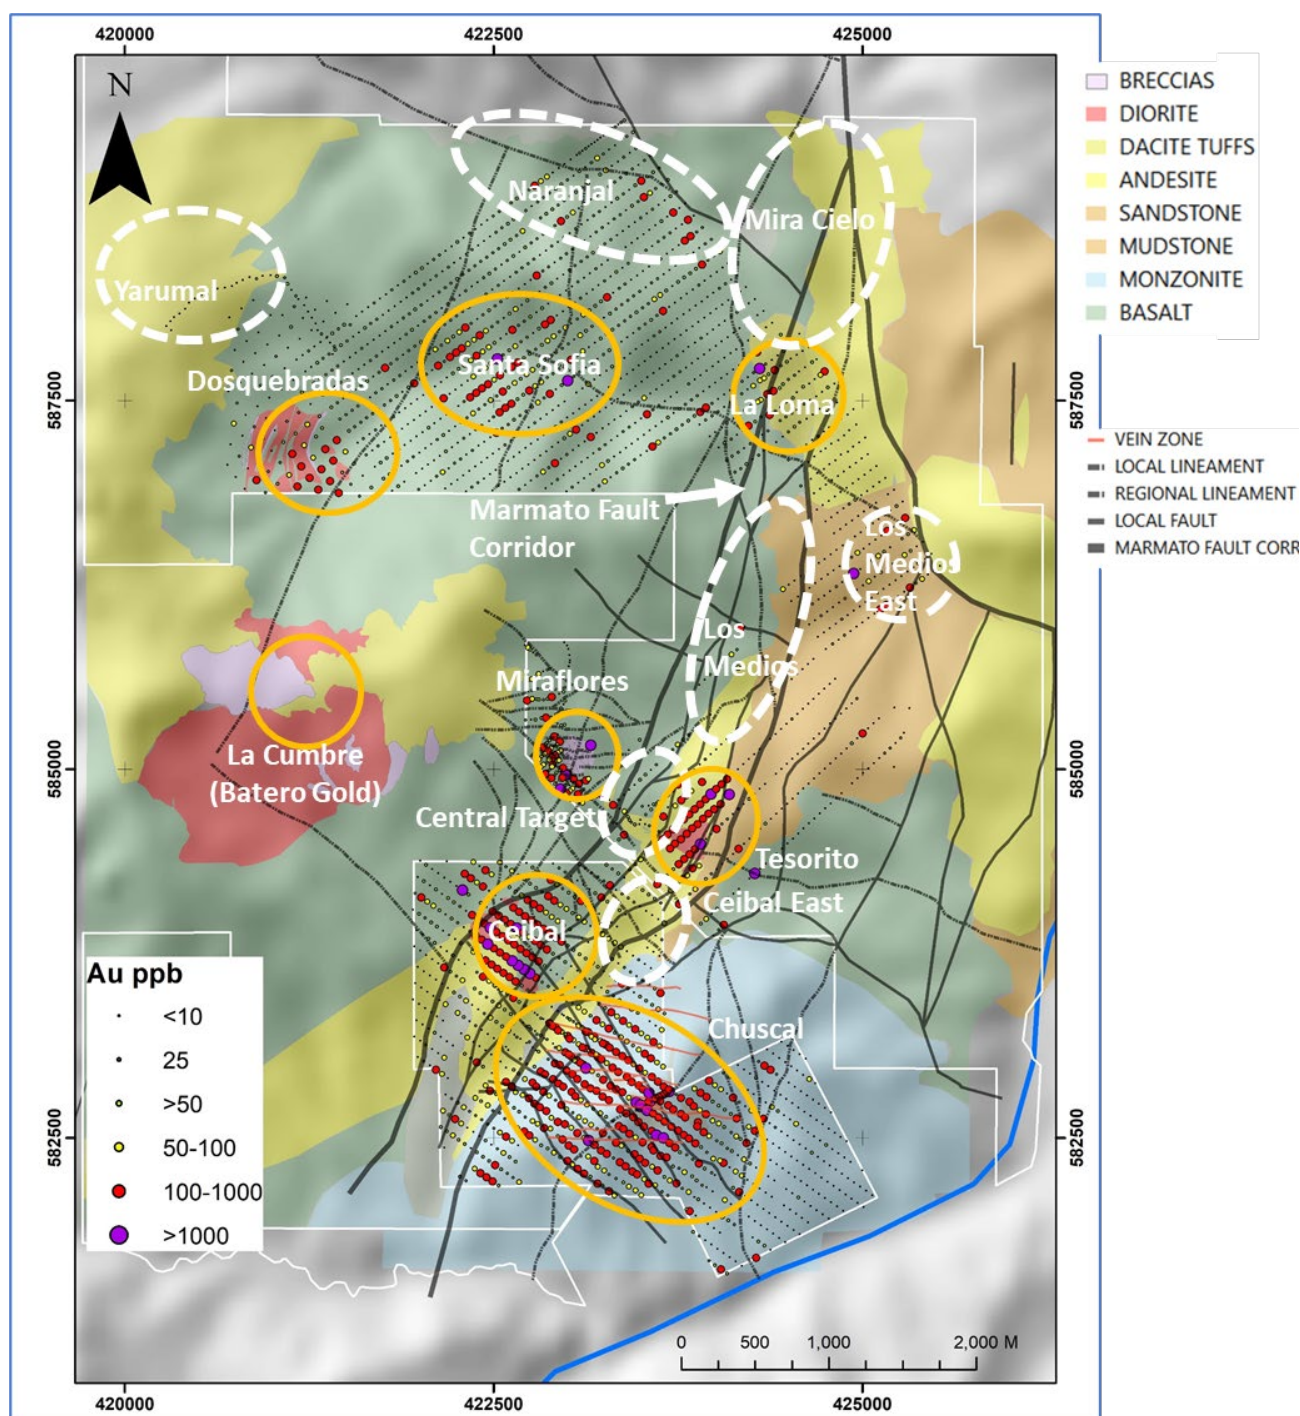 420000
422500
425000
N
BRECCIAS
DIORITE
DACITE TUFFS
ANDESITE
SANDSTONE
MUDSTONE
MONZONITE
BASALT
Naranjal
Mira Cielo
Yarumal
Dosquebradas
Santa Sofia
La Loma
587500
587500
VEIN ZONE
LOCAL LINEAMENT
REGIONAL LINEAMENT
LOCAL FAULT
MARMATO FAULT CORR
Marmato Fault
Corridor
Los
Medios
East
Los
Medios
Miraflores
La Cumbre
(Batero Gold)
585000
585000
Central Target
Tesorito
Ceibal East
Ceibal
Chuscal
Au ppb
<10
25
>50
50-100
100-1000
>1000
582500
582500
0
500
1,000
2,000 M
420000
422500
425000